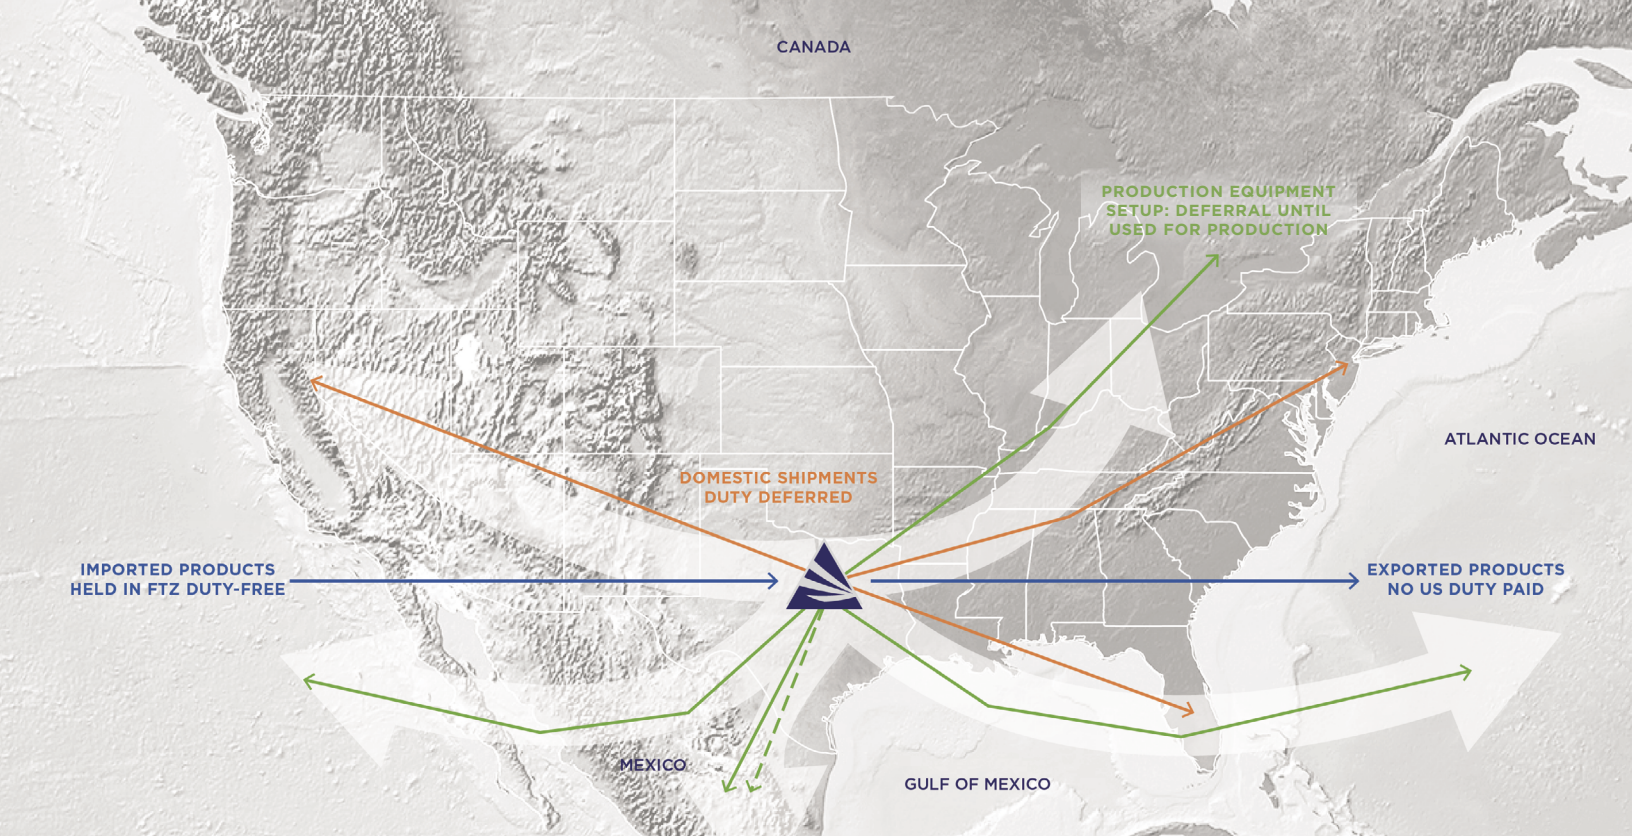 CANADA
PRODUCTION EQUIPMENT
SETUP: DEFERRAL UNTIL
USED FOR PRODUCTION
ATLANTIC OCEAN
DOMESTIC SHIPMENTS
DUTY DEFERRED
IMPORTED PRODUCTS
HELD IN FTZ DUTY-FREE
EXPORTED PRODUCTS
NO US DUTY PAID
MEXICO
GULF OF MEXICO